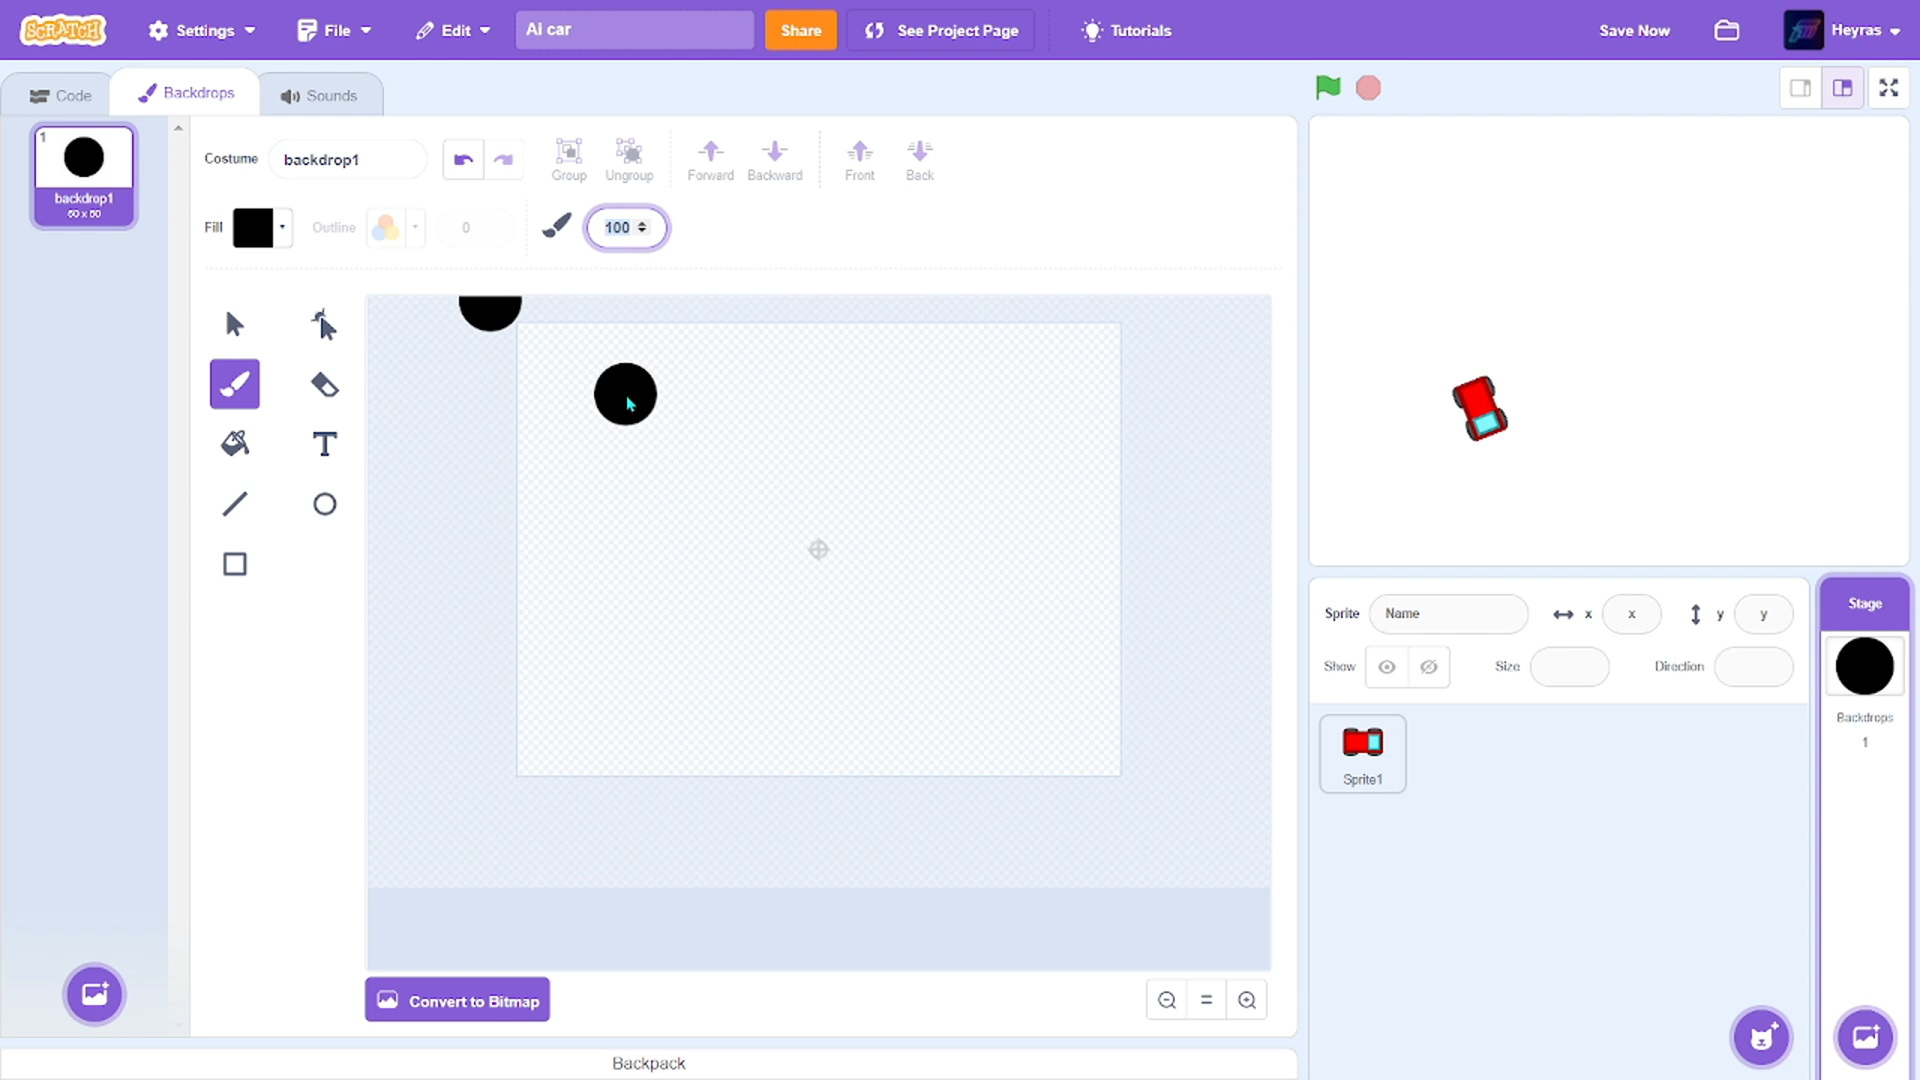 SCRATCH Settings File Edit Ai car Share See Project Page Tutorials Save Now Heyras
Code Backdrops Sounds
1
backdrop1
60 x 60
Costume backdrop1 Group Ungroup Forward Backward Front Back
Fill Outline 0 100
T
Convert to Bitmap =
Backpack
Sprite Name x x y y
Show Size Direction
Sprite1
Stage
Backdrops
1